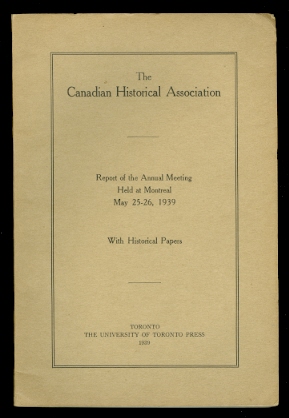 The
Canadian Historical Association
Report of the Annual Meeting
Held at Montreal
May 25-26, 1939
With Historical Papers
TORONTO
THE UNIVERSITY OF TORONTO PRESS
1939